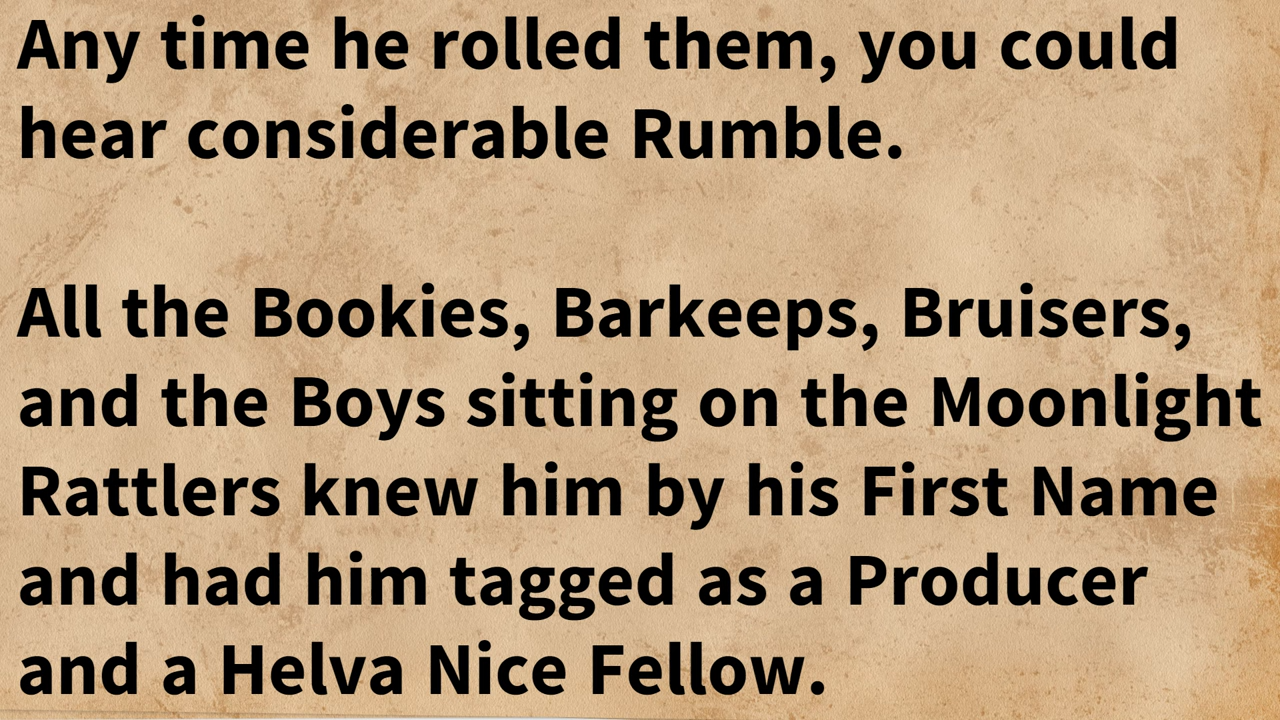 Any time he rolled them, you could
hear considerable Rumble.
All the Bookies, Barkeeps, Bruisers,
and the Boys sitting on the Moonlight
Rattlers knew him by his First Name
and had him tagged as a Producer
and a Helva Nice Fellow.